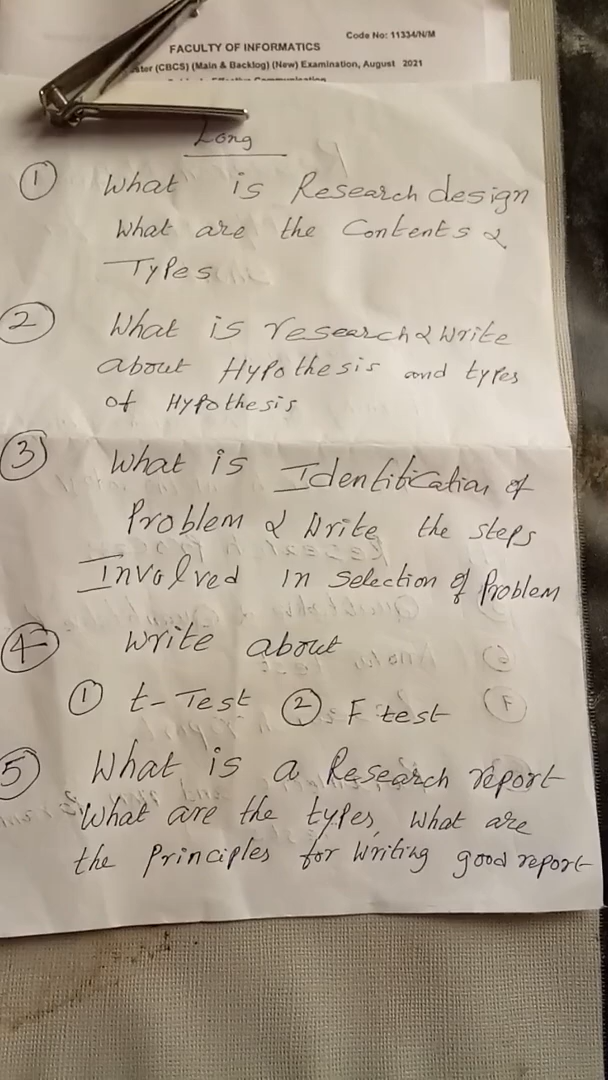 Code No: 11334/N/M
FACULTY OF INFORMATICS
ster (CBCS) (Main & Backlog) (New) Examination, August 2021
Long
① What is Research design
What are the Contents &
Types
② What is research & Write
about Hypothesis and types
of Hypothesis
③ What is Identification of
Problem & Write the steps
Involved in selection of Problem
④ write about
① t-Test ② F test
⑤ What is a Research report
What are the types, What are
the Principles for Writing good report